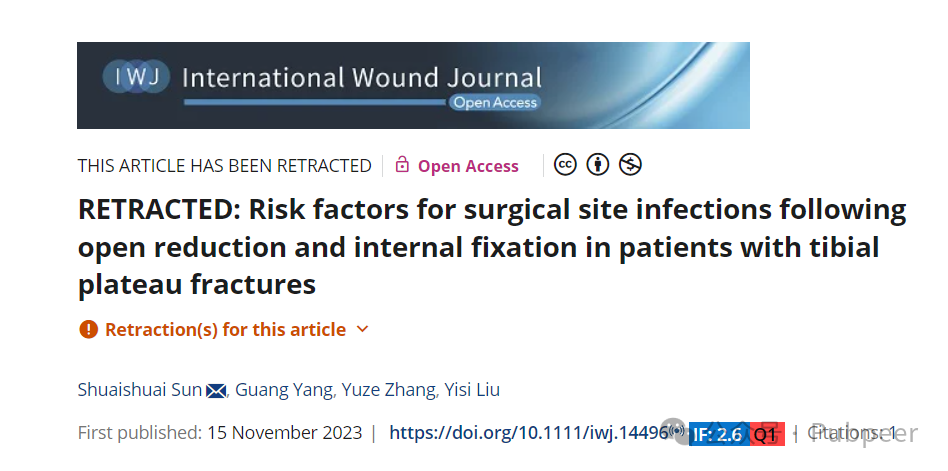 IWJ International Wound Journal
Open Access
THIS ARTICLE HAS BEEN RETRACTED Open Access cc
RETRACTED: Risk factors for surgical site infections following
open reduction and internal fixation in patients with tibial
plateau fractures
Retraction(s) for this article
Shuaishuai Sun, Guang Yang, Yuze Zhang, Yisi Liu
First published: 15 November 2023 | https://doi.org/10.1111/iwj.14496 IF: 2.6 Q1 | Citations: 1
Pubpeer